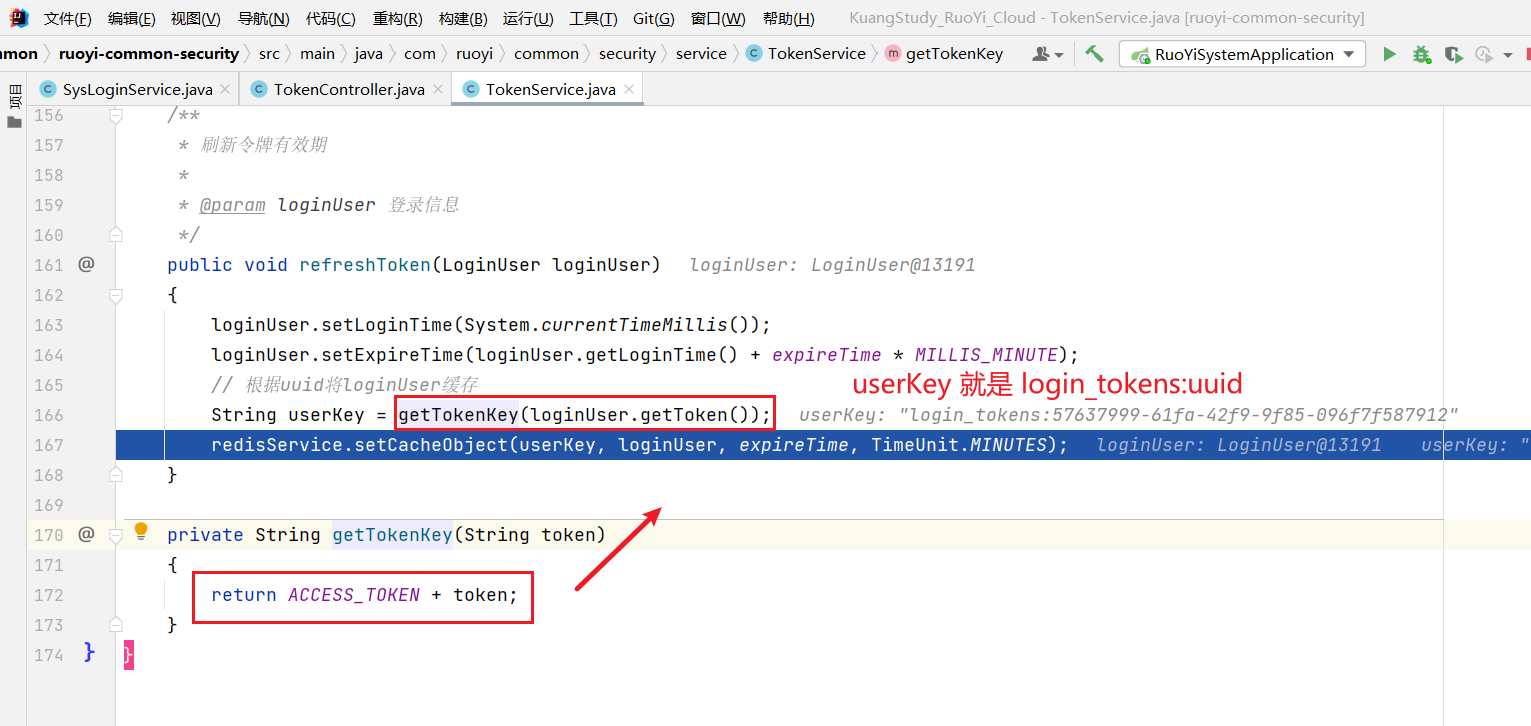 文件(F) 编辑(E) 视图(V) 导航(N) 代码(C) 重构(R) 构建(B) 运行(U) 工具(T) Git(G) 窗口(W) 帮助(H) KuangStudy_RuoYi_Cloud - TokenService.java [ruoyi-common-security]
mmon ruoyi-common-security src main java com ruoyi common security service C TokenService m getTokenKey RuoYiSystemApplication
项目
C SysLoginService.java × C TokenController.java × C TokenService.java ×
156 /**
157 * 刷新令牌有效期
158 *
159 * @param loginUser 登录信息
160 */
161 @ public void refreshToken(LoginUser loginUser) loginUser: LoginUser@13191
162 {
163 loginUser.setLoginTime(System.currentTimeMillis());
164 loginUser.setExpireTime(loginUser.getLoginTime() + expireTime * MILLIS_MINUTE);
165 // 根据uuid将loginUser缓存
userKey 就是 login_tokens:uuid
166 String userKey = getTokenKey(loginUser.getToken()); userKey: "login_tokens:57637999-61fa-42f9-9f85-096f7f587912"
167 redisService.setCacheObject(userKey, loginUser, expireTime, TimeUnit.MINUTES); loginUser: LoginUser@13191 userKey: "
168 }
169
170 @ private String getTokenKey(String token)
171 {
172 return ACCESS_TOKEN + token;
173 }
174 } }